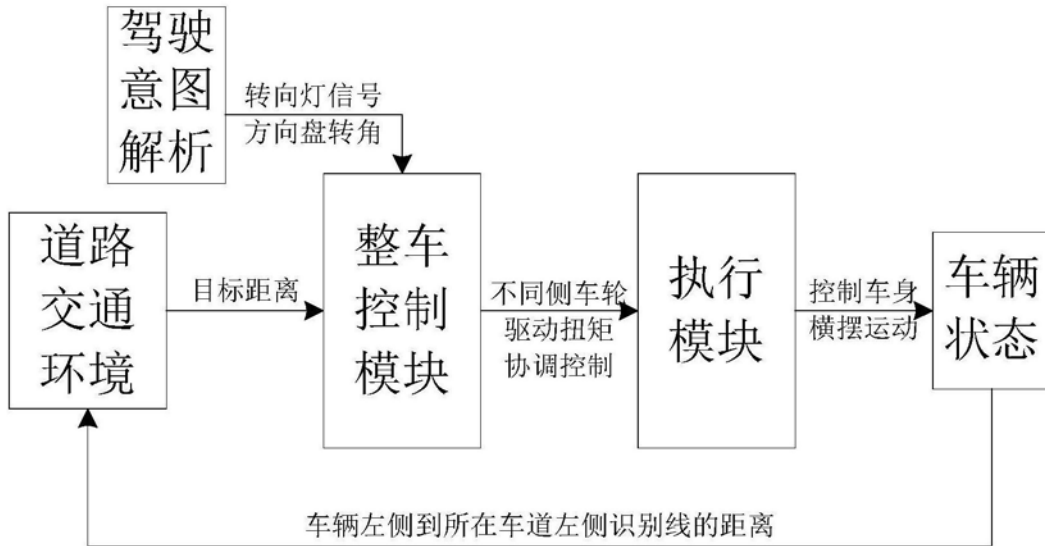 驾驶
意图
解析
转向灯信号
方向盘转角
道路
交通
环境
目标距离
整车
控制
模块
不同侧车轮
驱动扭矩
协调控制
执行
模块
控制车身
横摆运动
车辆
状态
车辆左侧到所在车道左侧识别线的距离